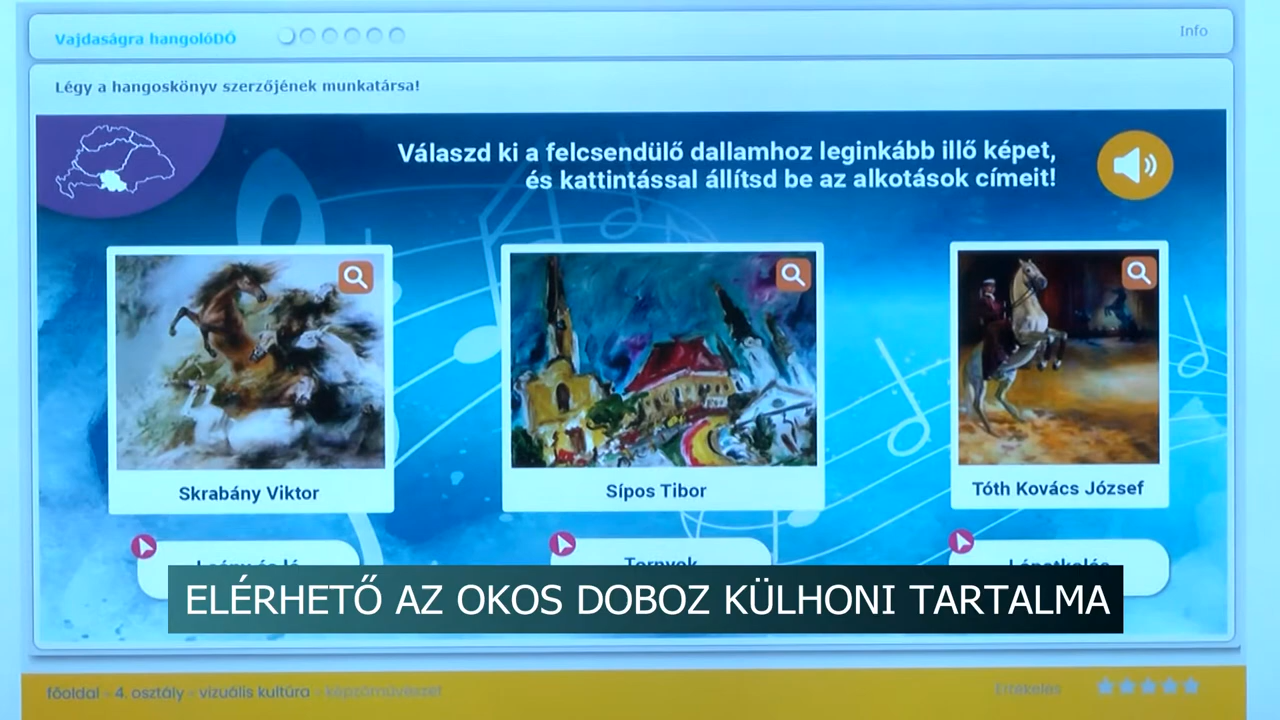 Vajdaságra hangolóDÓ
Info
Légy a hangoskönyv szerzőjének munkatársa!
Válaszd ki a felcsendülő dallamhoz leginkább illő képet,
és kattintással állítsd be az alkotások címeit!
Skrabány Viktor
Sípos Tibor
Tóth Kovács József
Tornyok
ELÉRHETŐ AZ OKOS DOBOZ KÜLHONI TARTALMA
főoldal - 4. osztály - vizuális kultúra - képzőművészet
Értékelés